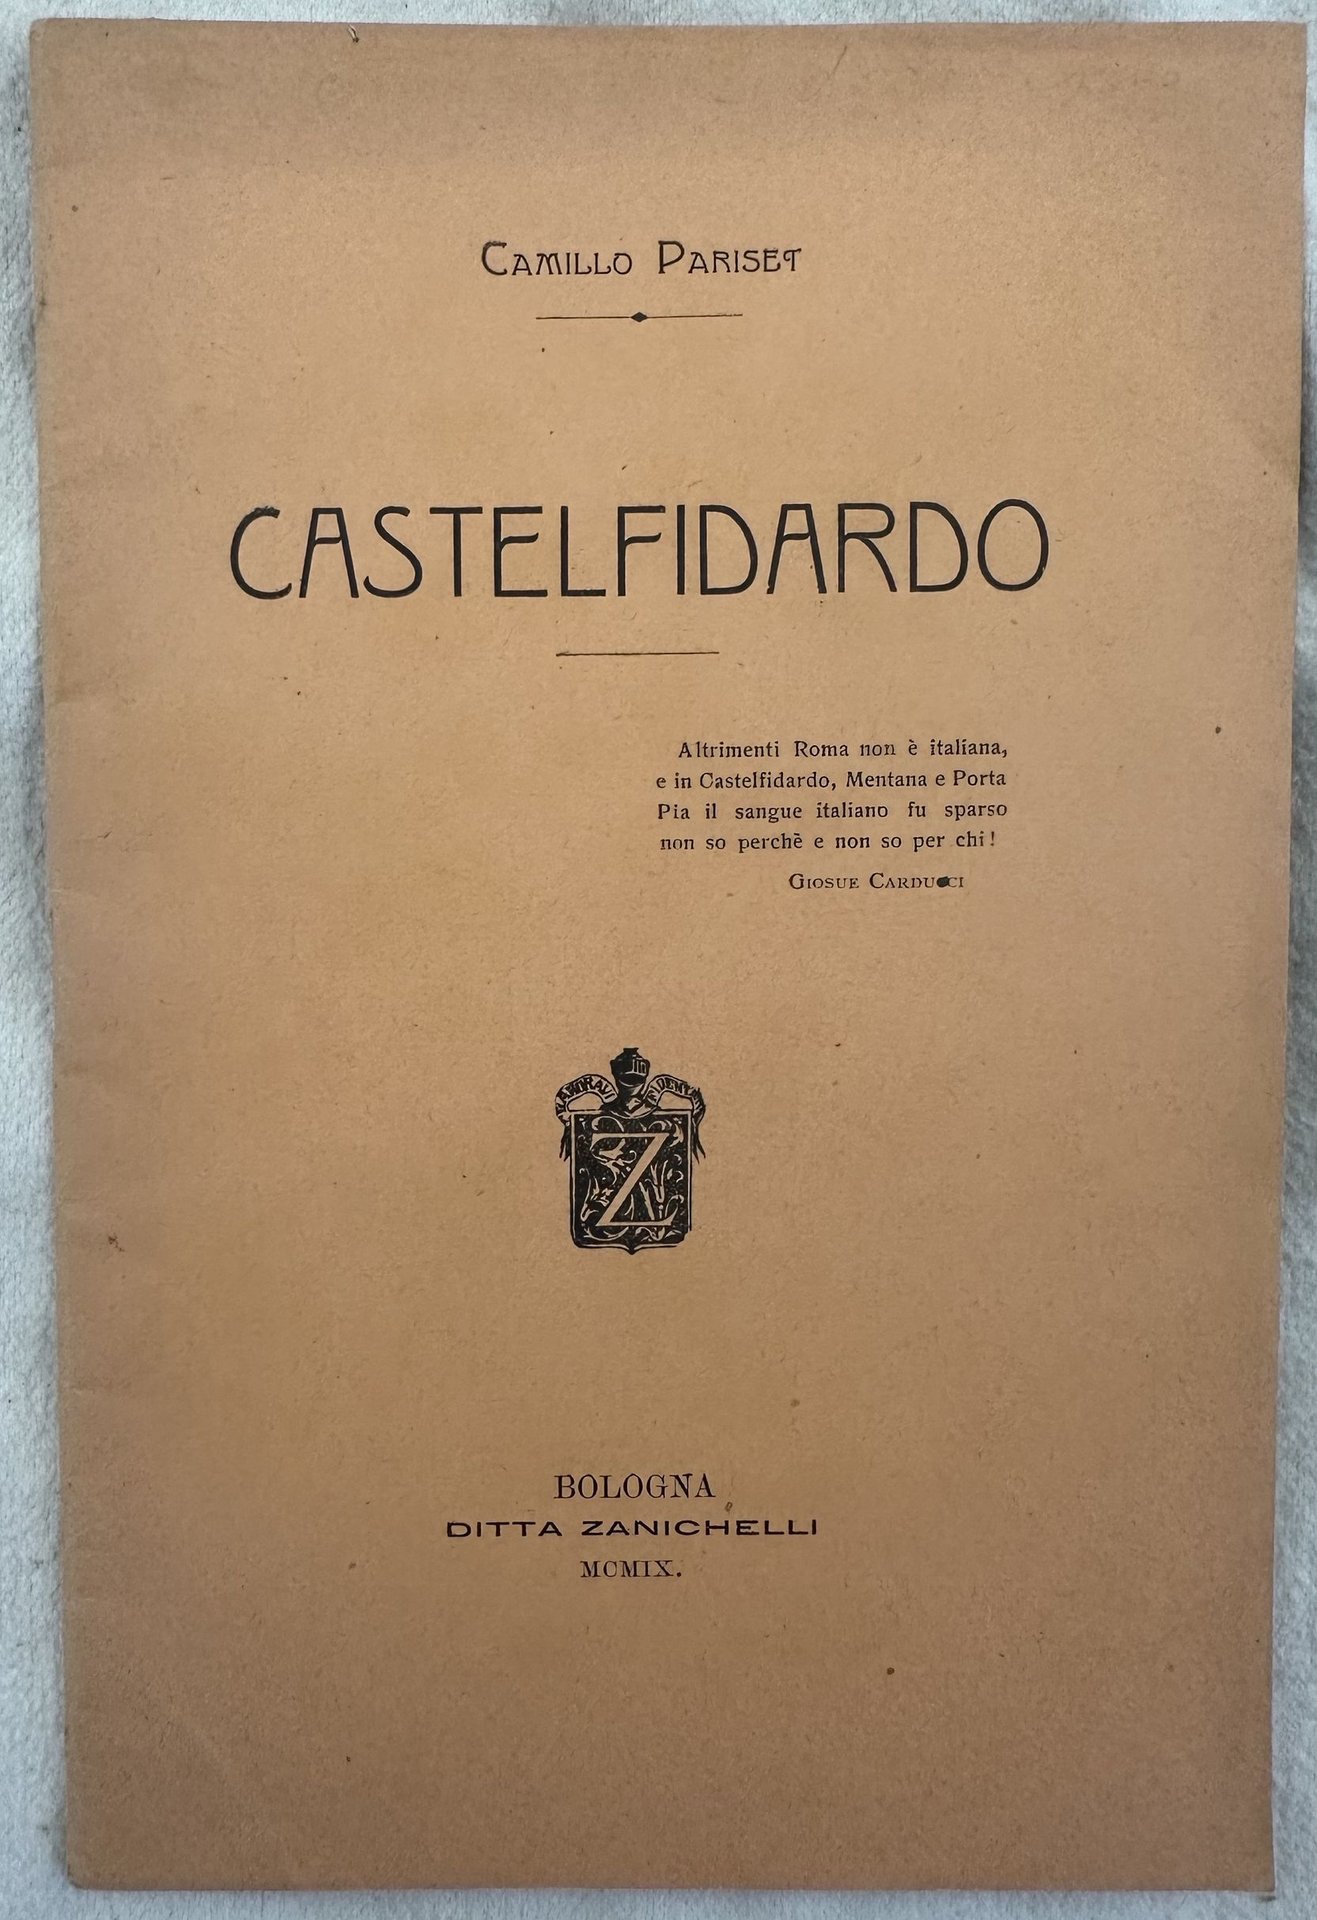 CAMILLO PARISET
CASTELFIDARDO
Altrimenti Roma non è italiana,
e in Castelfidardo, Mentana e Porta
Pia il sangue italiano fu sparso
non so perchè e non so per chi!
GIOSUE CARDUCCI
Z
BOLOGNA
DITTA ZANICHELLI
MCMIX.